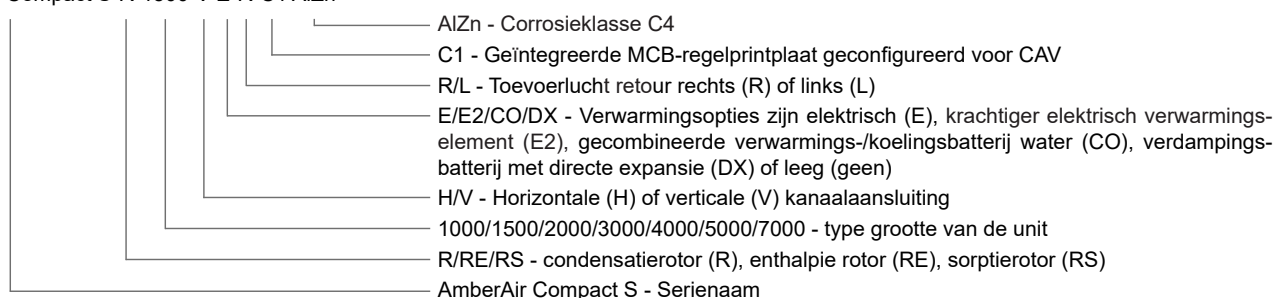 AlZn - Corrosieklasse C4
C1 - Geïntegreerde MCB-regelprintplaat geconfigureerd voor CAV
R/L - Toevoerlucht retour rechts (R) of links (L)
E/E2/CO/DX - Verwarmingsopties zijn elektrisch (E), krachtiger elektrisch verwarmings-
element (E2), gecombineerde verwarmings-/koelingsbatterij water (CO), verdampings-
batterij met directe expansie (DX) of leeg (geen)
H/V - Horizontale (H) of verticale (V) kanaalaansluiting
1000/1500/2000/3000/4000/5000/7000 - type grootte van de unit
R/RE/RS - condensatierotor (R), enthalpie rotor (RE), sorptierotor (RS)
AmberAir Compact S - Serienaam